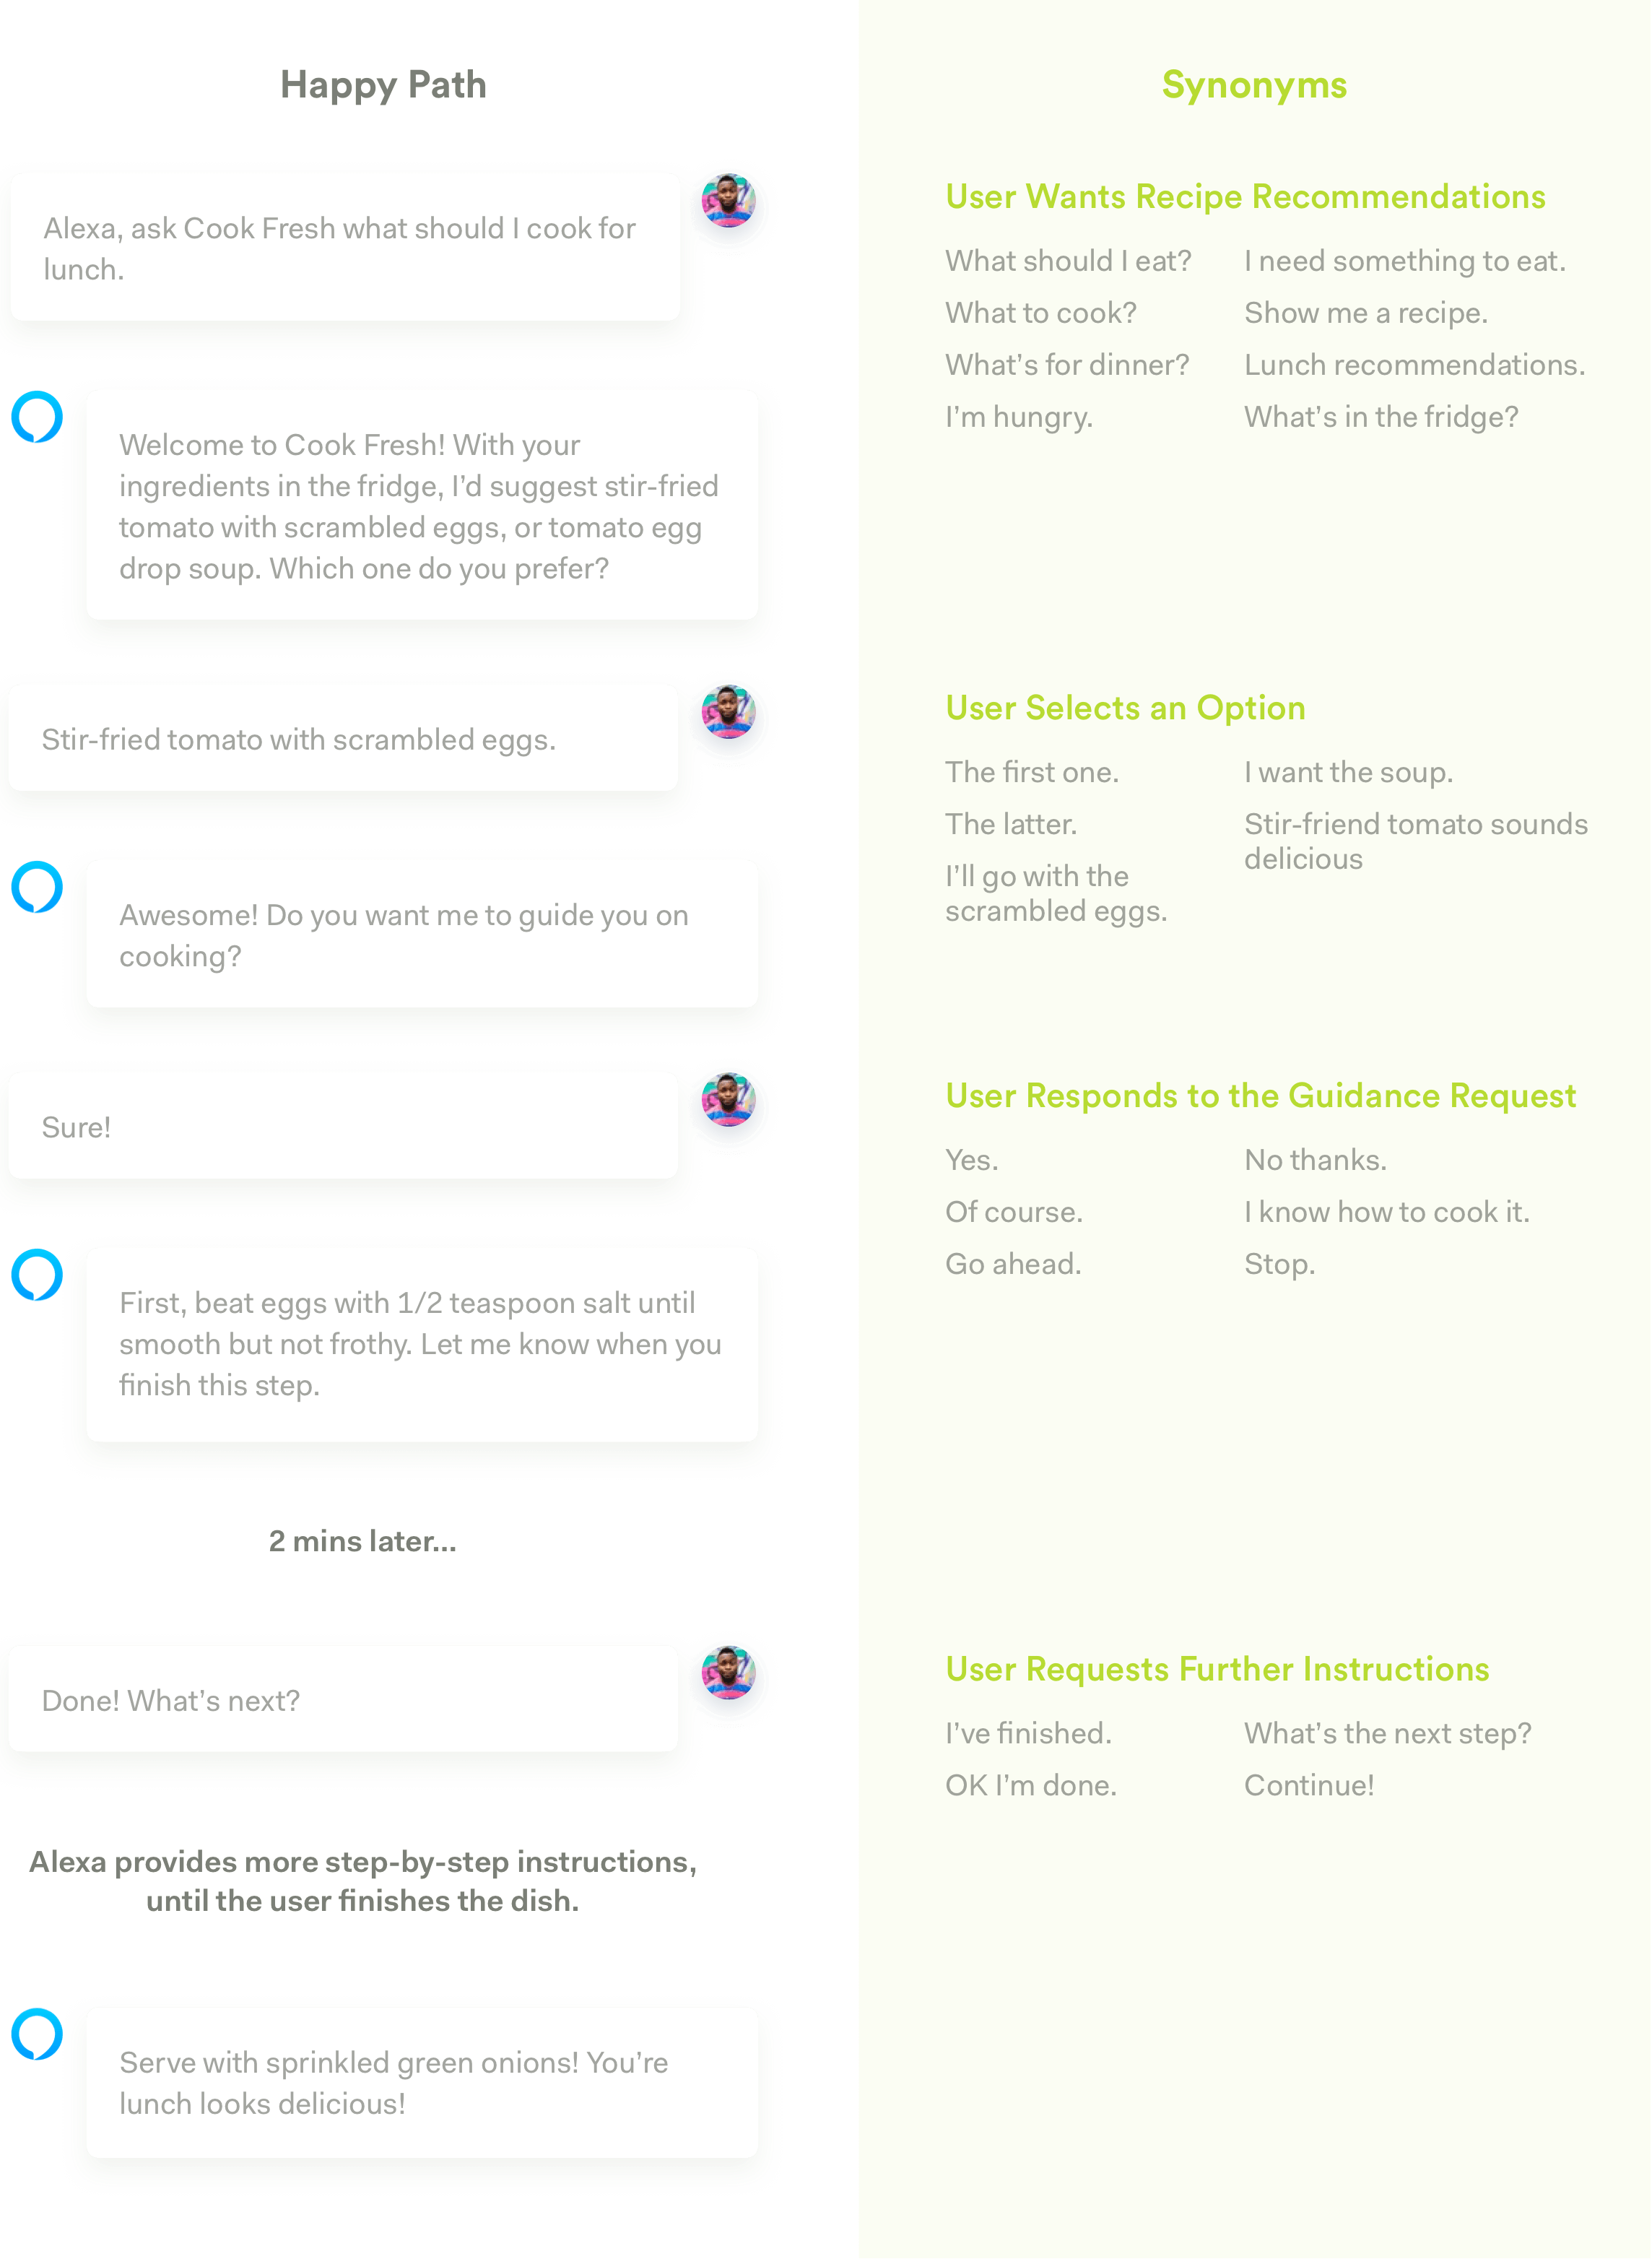 Happy Path
Alexa, ask Cook Fresh what should I cook for
lunch.
Welcome to Cook Fresh! With your
ingredients in the fridge, I’d suggest stir-fried
tomato with scrambled eggs, or tomato egg
drop soup. Which one do you prefer?
Stir-fried tomato with scrambled eggs.
Awesome! Do you want me to guide you on
cooking?
Sure!
First, beat eggs with 1/2 teaspoon salt until
smooth but not frothy. Let me know when you
finish this step.
2 mins later...
Done! What’s next?
Alexa provides more step-by-step instructions,
until the user finishes the dish.
Serve with sprinkled green onions! You’re
lunch looks delicious!
Synonyms
User Wants Recipe Recommendations
What should I eat?
What to cook?
What’s for dinner?
I’m hungry.
I need something to eat.
Show me a recipe.
Lunch recommendations.
What’s in the fridge?
User Selects an Option
The first one.
The latter.
I’ll go with the
scrambled eggs.
I want the soup.
Stir-friend tomato sounds
delicious
User Responds to the Guidance Request
Yes.
Of course.
Go ahead.
No thanks.
I know how to cook it.
Stop.
User Requests Further Instructions
I’ve finished.
OK I’m done.
What’s the next step?
Continue!